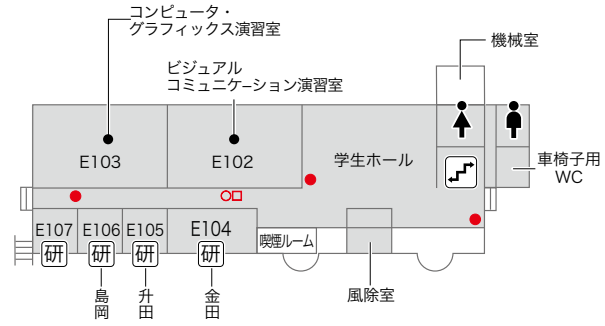 コンピュータ・
グラフィックス演習室
ビジュアル
コミュニケ−ション演習室
機械室
E103
E102
学生ホール
車椅子用
WC
E107
E106
E105
E104
喫煙ルーム
研
研
研
研
島岡
升田
金田
風除室